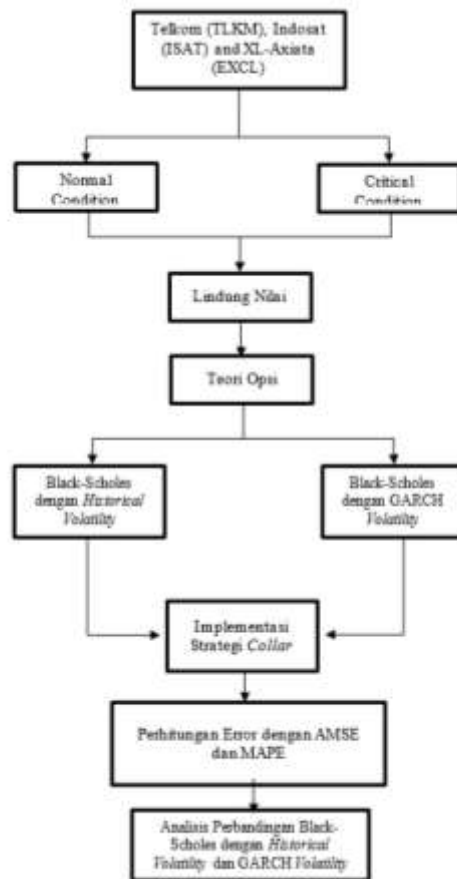 Telkom (TLKM), Indosat
(ISAT) and XL-Axiata
(EXCL)
Normal
Condition
Critical
Condition
Lindung Nilai
Teori Opsi
Black-Scholes
dengan Historical
Volatility
Black-Scholes
dengan GARCH
Volatility
Implementasi
Strategi Collar
Perhitungan Error dengan AMSE
dan MAPE
Analisis Perbandingan Black-
Scholes dengan Historical
Volatility dan GARCH Volatility